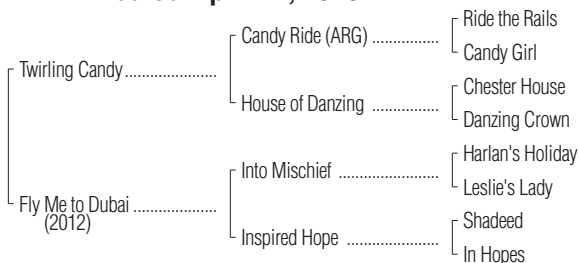 Ride the Rails
Candy Ride (ARG) ................
Candy Girl
Twirling Candy ......................
Chester House
House of Danzing ................
Danzing Crown
Harlan's Holiday
Into Mischief ........................
Leslie's Lady
Fly Me to Dubai ....................
(2012)
Shadeed
Inspired Hope ......................
In Hopes